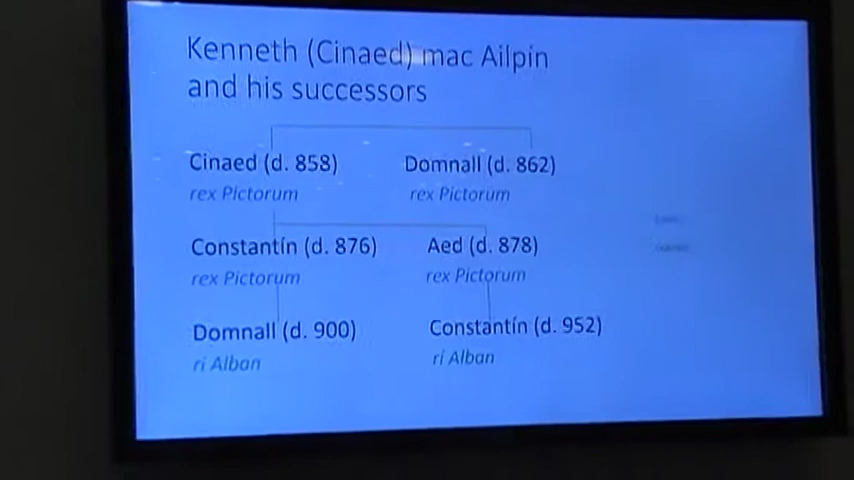 Kenneth (Cinaed) mac Ailpín
and his successors
Cinaed (d. 858) Domnall (d. 862)
rex Pictorum rex Pictorum
Constantín (d. 876) Aed (d. 878)
rex Pictorum rex Pictorum
Domnall (d. 900) Constantín (d. 952)
rí Alban rí Alban